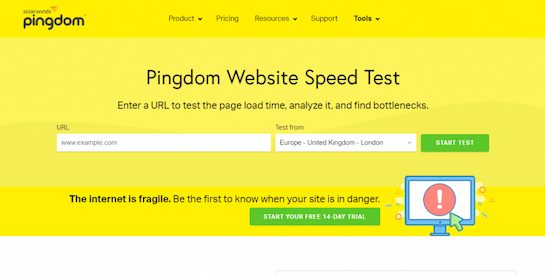 solarwinds
pingdom
Product Pricing Resources Support Tools
Pingdom Website Speed Test
Enter a URL to test the page load time, analyze it, and find bottlenecks.
URL Test from
www.example.com Europe - United Kingdom - London START TEST
The internet is fragile. Be the first to know when your site is in danger.
START YOUR FREE 14-DAY TRIAL
!